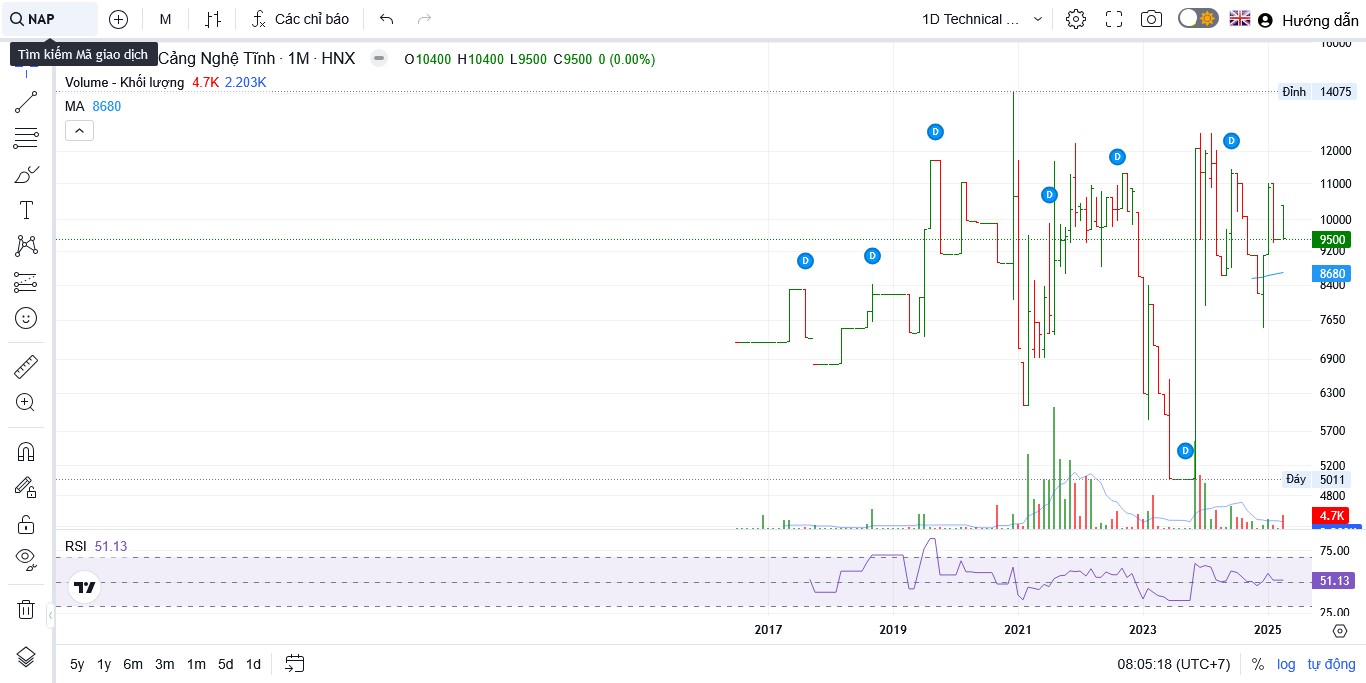 NAP
M
Các chỉ báo
1D Technical ...
Hướng dẫn
Tìm kiếm Mã giao dịch
Cảng Nghệ Tĩnh · 1M · HNX
O10400 H10400 L9500 C9500 0 (0.00%)
Volume - Khối lượng 4.7K 2.203K
MA 8680
16000
Đỉnh 14075
12000
11000
10000
9500
9200
8680
8400
7650
6900
6300
5700
5200
Đáy 5011
4800
4.7K
D
D
D
D
D
D
D
RSI 51.13
75.00
51.13
25.00
2017 2019 2021 2023 2025
5y 1y 6m 3m 1m 5d 1d
08:05:18 (UTC+7)
% log tự động